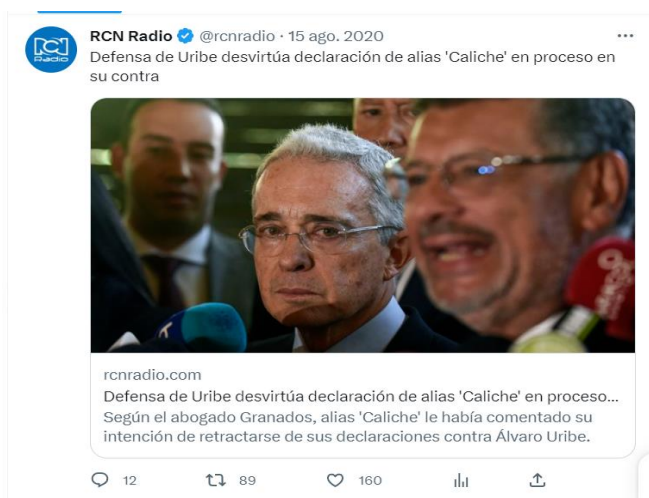 RCN Radio @rcnradio · 15 ago. 2020
RCN
Radio
Defensa de Uribe desvirtúa declaración de alias 'Caliche' en proceso en
su contra
rcnradio.com
Defensa de Uribe desvirtúa declaración de alias 'Caliche' en proceso...
Según el abogado Granados, alias 'Caliche' le había comentado su
intención de retractarse de sus declaraciones contra Álvaro Uribe.
12 89 160